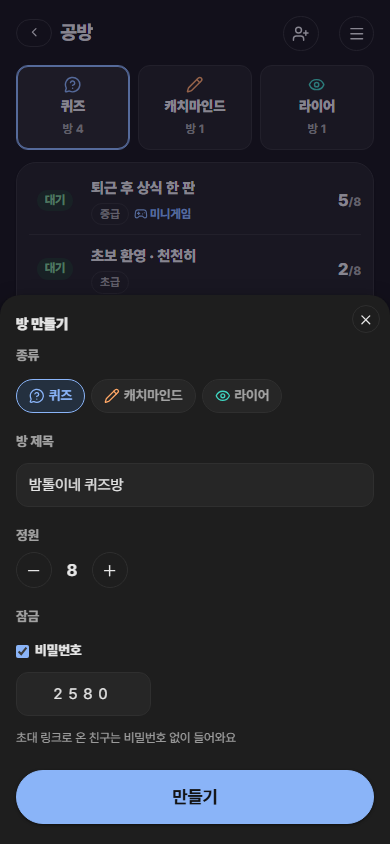 공방
퀴즈
방 4
캐치마인드
방 1
라이어
방 1
대기
퇴근 후 상식 한 판
중급 미니게임
5/8
대기
초보 환영 · 천천히
초급
2/8
방 만들기
종류
퀴즈 캐치마인드 라이어
방 제목
밤톨이네 퀴즈방
정원
8
잠금
비밀번호
2580
초대 링크로 온 친구는 비밀번호 없이 들어와요
만들기